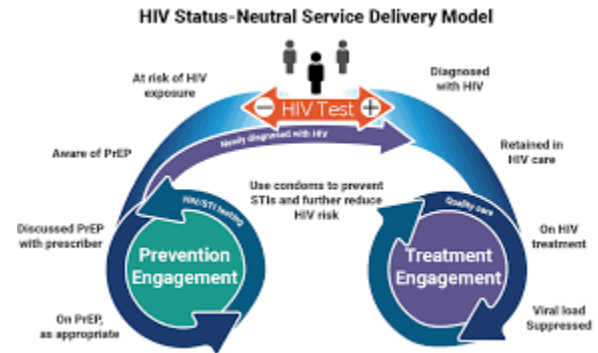 HIV Status-Neutral Service Delivery Model
At risk of HIV
exposure
HIV Test
Diagnosed
with HIV
Newly diagnosed with HIV
Aware of PrEP
Retained in
HIV care
Use condoms to prevent
STIs and further reduce
HIV risk
HIV/STI testing
Quality care
Discussed PrEP
with prescriber
Prevention
Engagement
Treatment
Engagement
On HIV
treatment
On PrEP,
as appropriate
Viral load
Suppressed